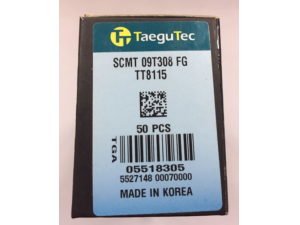 TaeguTec
SCMT 09T308 FG
TT8115
50 PCS
TGA
05518305
5527148 00070000
MADE IN KOREA